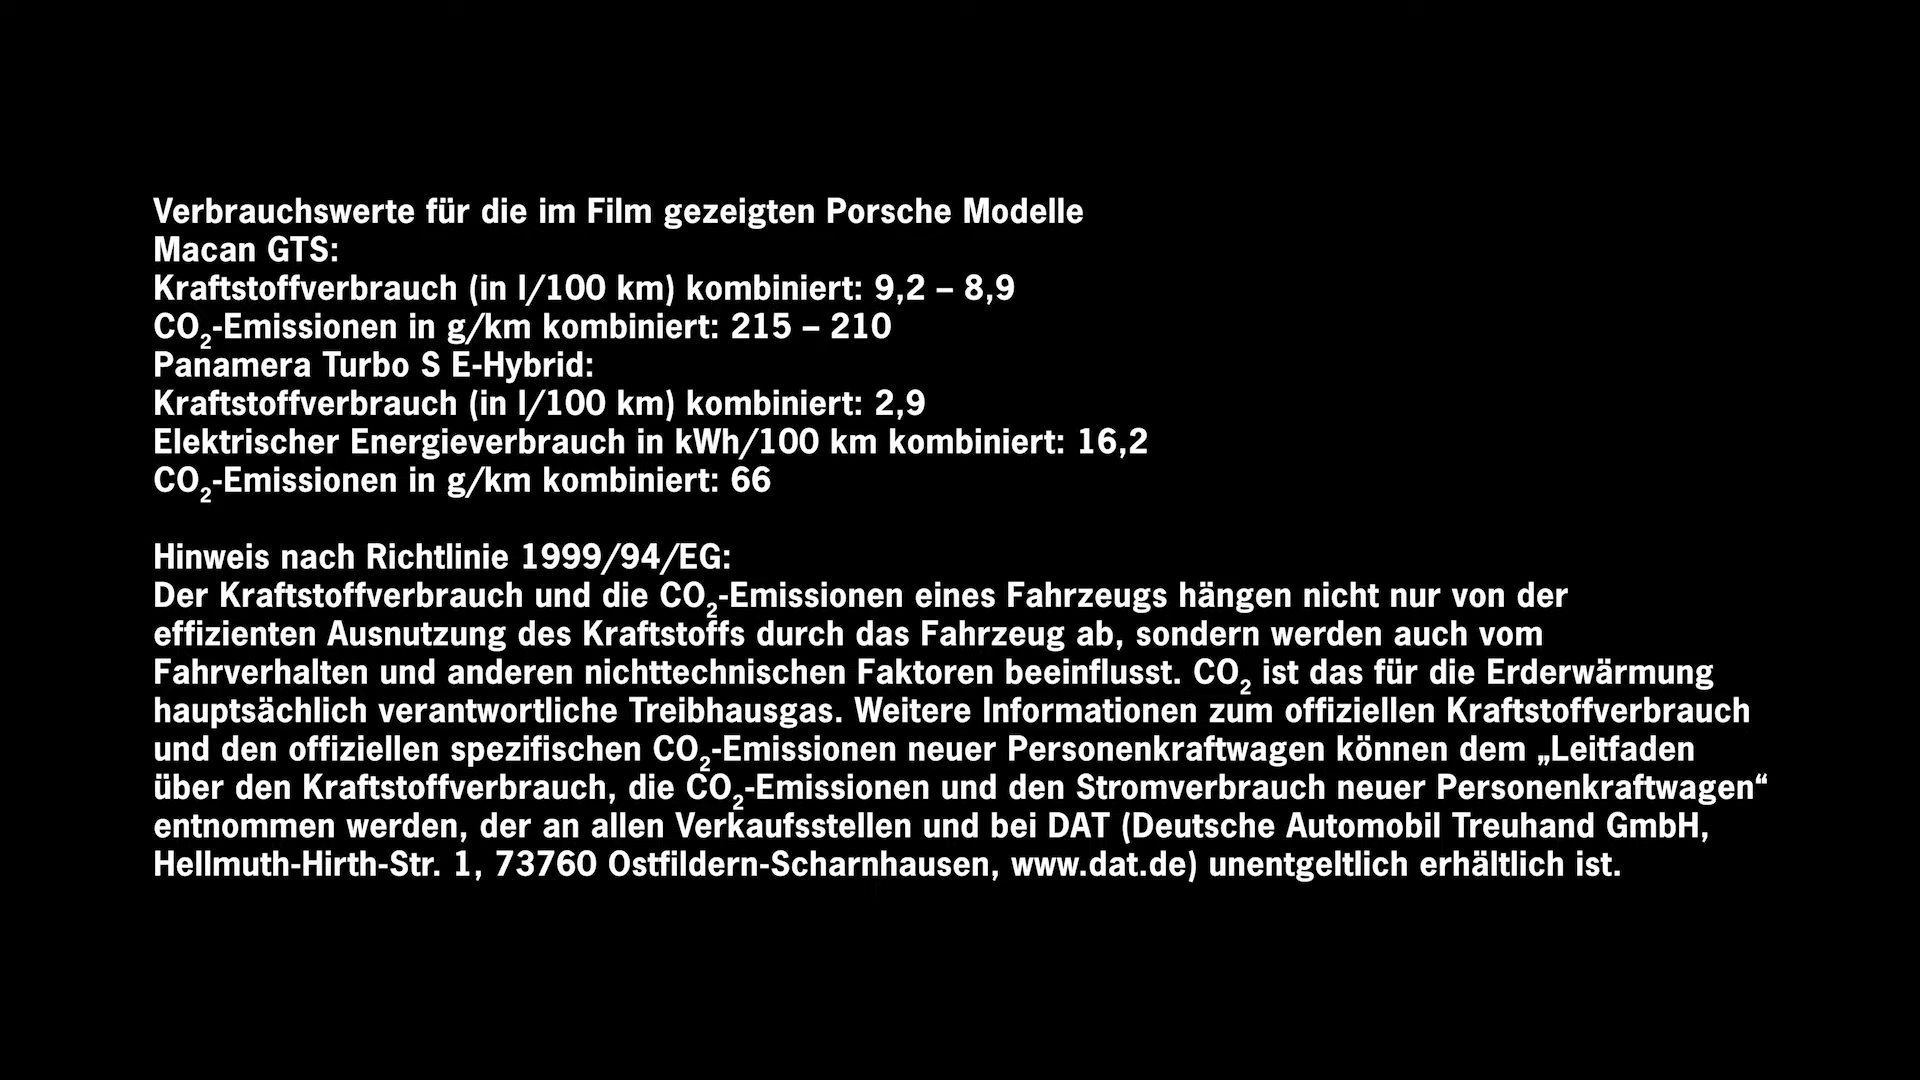 Verbrauchswerte für die im Film gezeigten Porsche Modelle
Macan GTS:
Kraftstoffverbrauch (in l/100 km) kombiniert: 9,2 – 8,9
CO₂-Emissionen in g/km kombiniert: 215 – 210
Panamera Turbo S E-Hybrid:
Kraftstoffverbrauch (in l/100 km) kombiniert: 2,9
Elektrischer Energieverbrauch in kWh/100 km kombiniert: 16,2
CO₂-Emissionen in g/km kombiniert: 66
Hinweis nach Richtlinie 1999/94/EG:
Der Kraftstoffverbrauch und die CO₂-Emissionen eines Fahrzeugs hängen nicht nur von der
effizienten Ausnutzung des Kraftstoffs durch das Fahrzeug ab, sondern werden auch vom
Fahrverhalten und anderen nichttechnischen Faktoren beeinflusst. CO₂ ist das für die Erderwärmung
hauptsächlich verantwortliche Treibhausgas. Weitere Informationen zum offiziellen Kraftstoffverbrauch
und den offiziellen spezifischen CO₂-Emissionen neuer Personenkraftwagen können dem „Leitfaden
über den Kraftstoffverbrauch, die CO₂-Emissionen und den Stromverbrauch neuer Personenkraftwagen“
entnommen werden, der an allen Verkaufsstellen und bei DAT (Deutsche Automobil Treuhand GmbH,
Hellmuth-Hirth-Str. 1, 73760 Ostfildern-Scharnhausen, www.dat.de) unentgeltlich erhältlich ist.